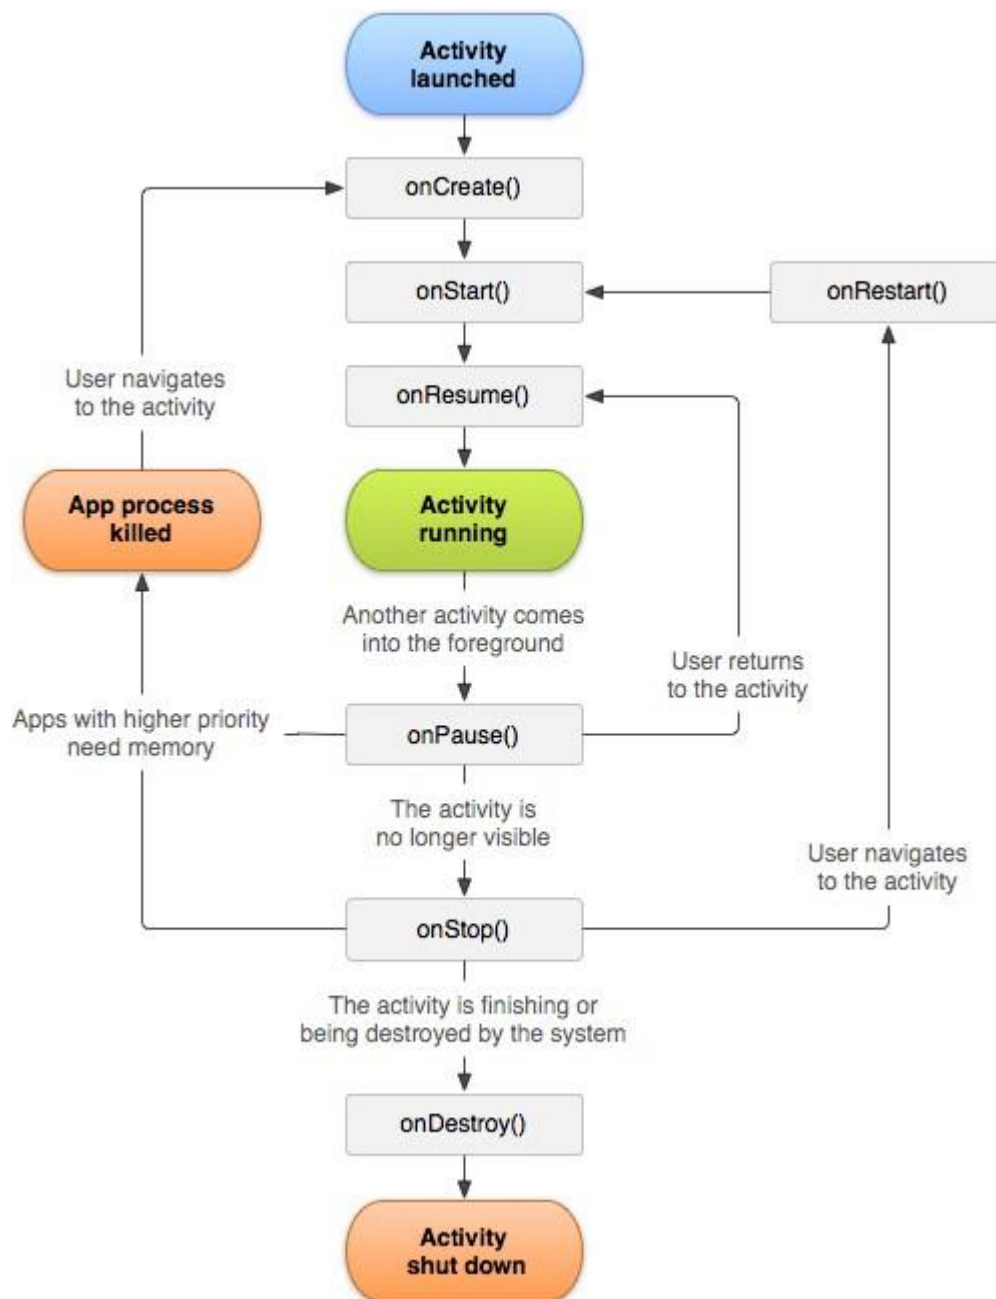 Activity
launched
onCreate()
onStart()
onRestart()
User navigates
to the activity
onResume()
App process
killed
Activity
running
Another activity comes
into the foreground
User returns
to the activity
Apps with higher priority
need memory
onPause()
The activity is
no longer visible
User navigates
to the activity
onStop()
The activity is finishing or
being destroyed by the system
onDestroy()
Activity
shut down